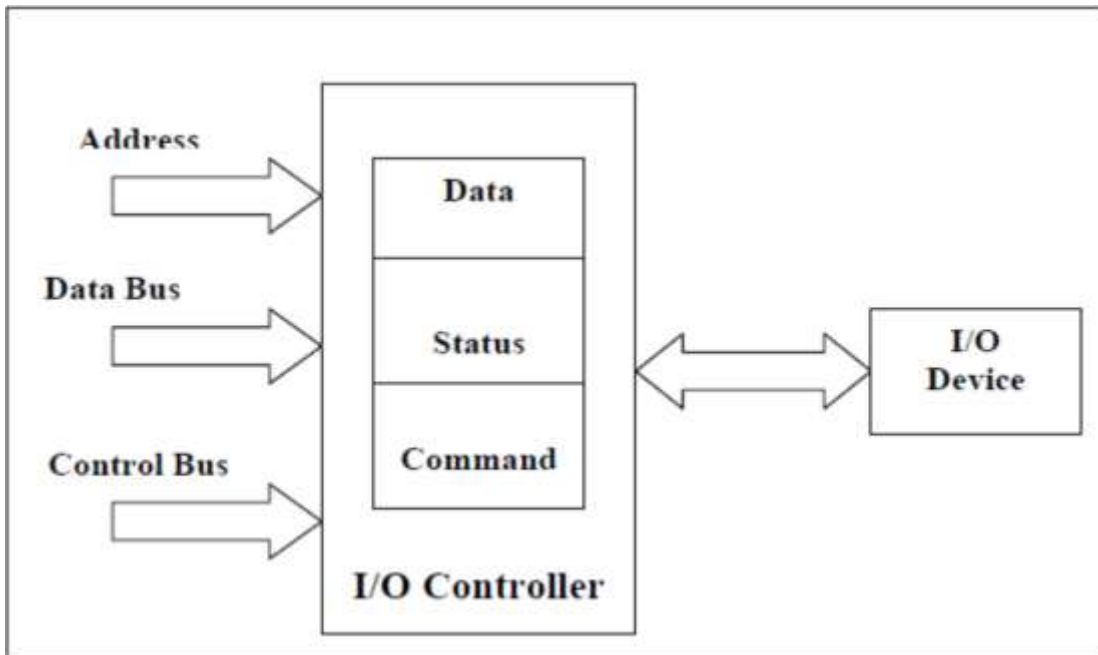 Address
Data
Data Bus
Status
I/O
Device
Control Bus
Command
I/O Controller